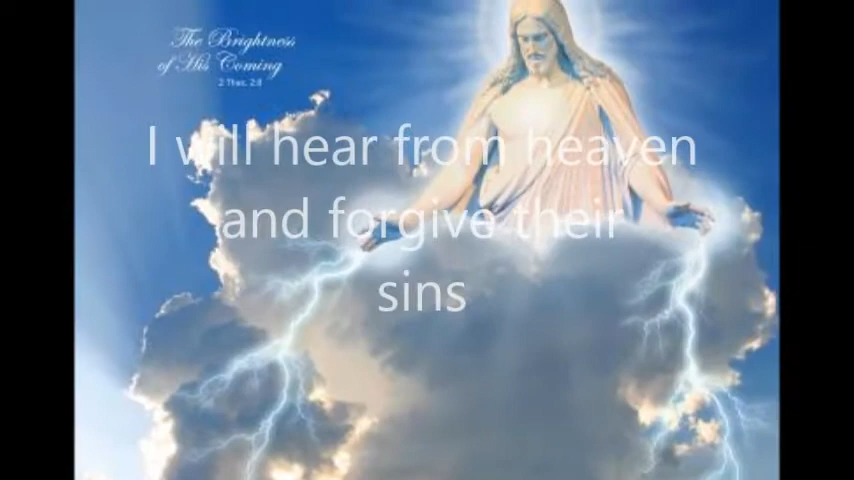 The Brightness
of His Coming
2 Thes. 2:8
I will hear from heaven
and forgive their
sins